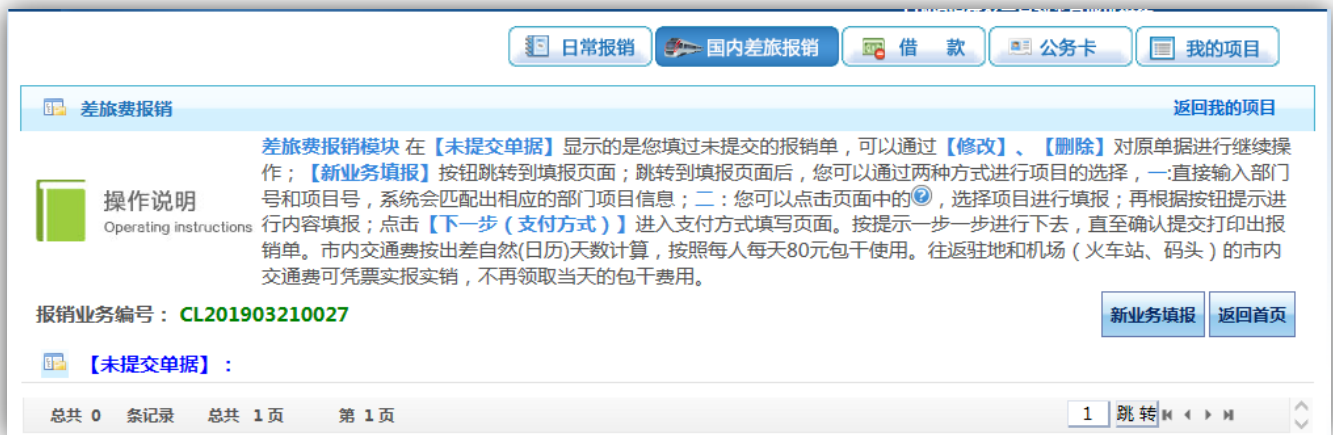 日常报销 国内差旅报销 借 款 公务卡 我的项目
差旅费报销 返回我的项目
操作说明
Operating instructions
差旅费报销模块 在【未提交单据】显示的是您填过未提交的报销单，可以通过【修改】、【删除】对原单据进行继续操
作；【新业务填报】按钮跳转到填报页面；跳转到填报页面后，您可以通过两种方式进行项目的选择，一:直接输入部门
号和项目号，系统会匹配出相应的部门项目信息；二：您可以点击页面中的?，选择项目进行填报；再根据按钮提示进
行内容填报；点击【下一步（支付方式）】进入支付方式填写页面。按提示一步一步进行下去，直至确认提交打印出报
销单。市内交通费按出差自然(日历)天数计算，按照每人每天80元包干使用。往返驻地和机场（火车站、码头）的市内
交通费可凭票实报实销，不再领取当天的包干费用。
报销业务编号： CL201903210027 新业务填报 返回首页
【未提交单据】：
总共 0 条记录 总共 1 页 第 1 页 1 跳 转